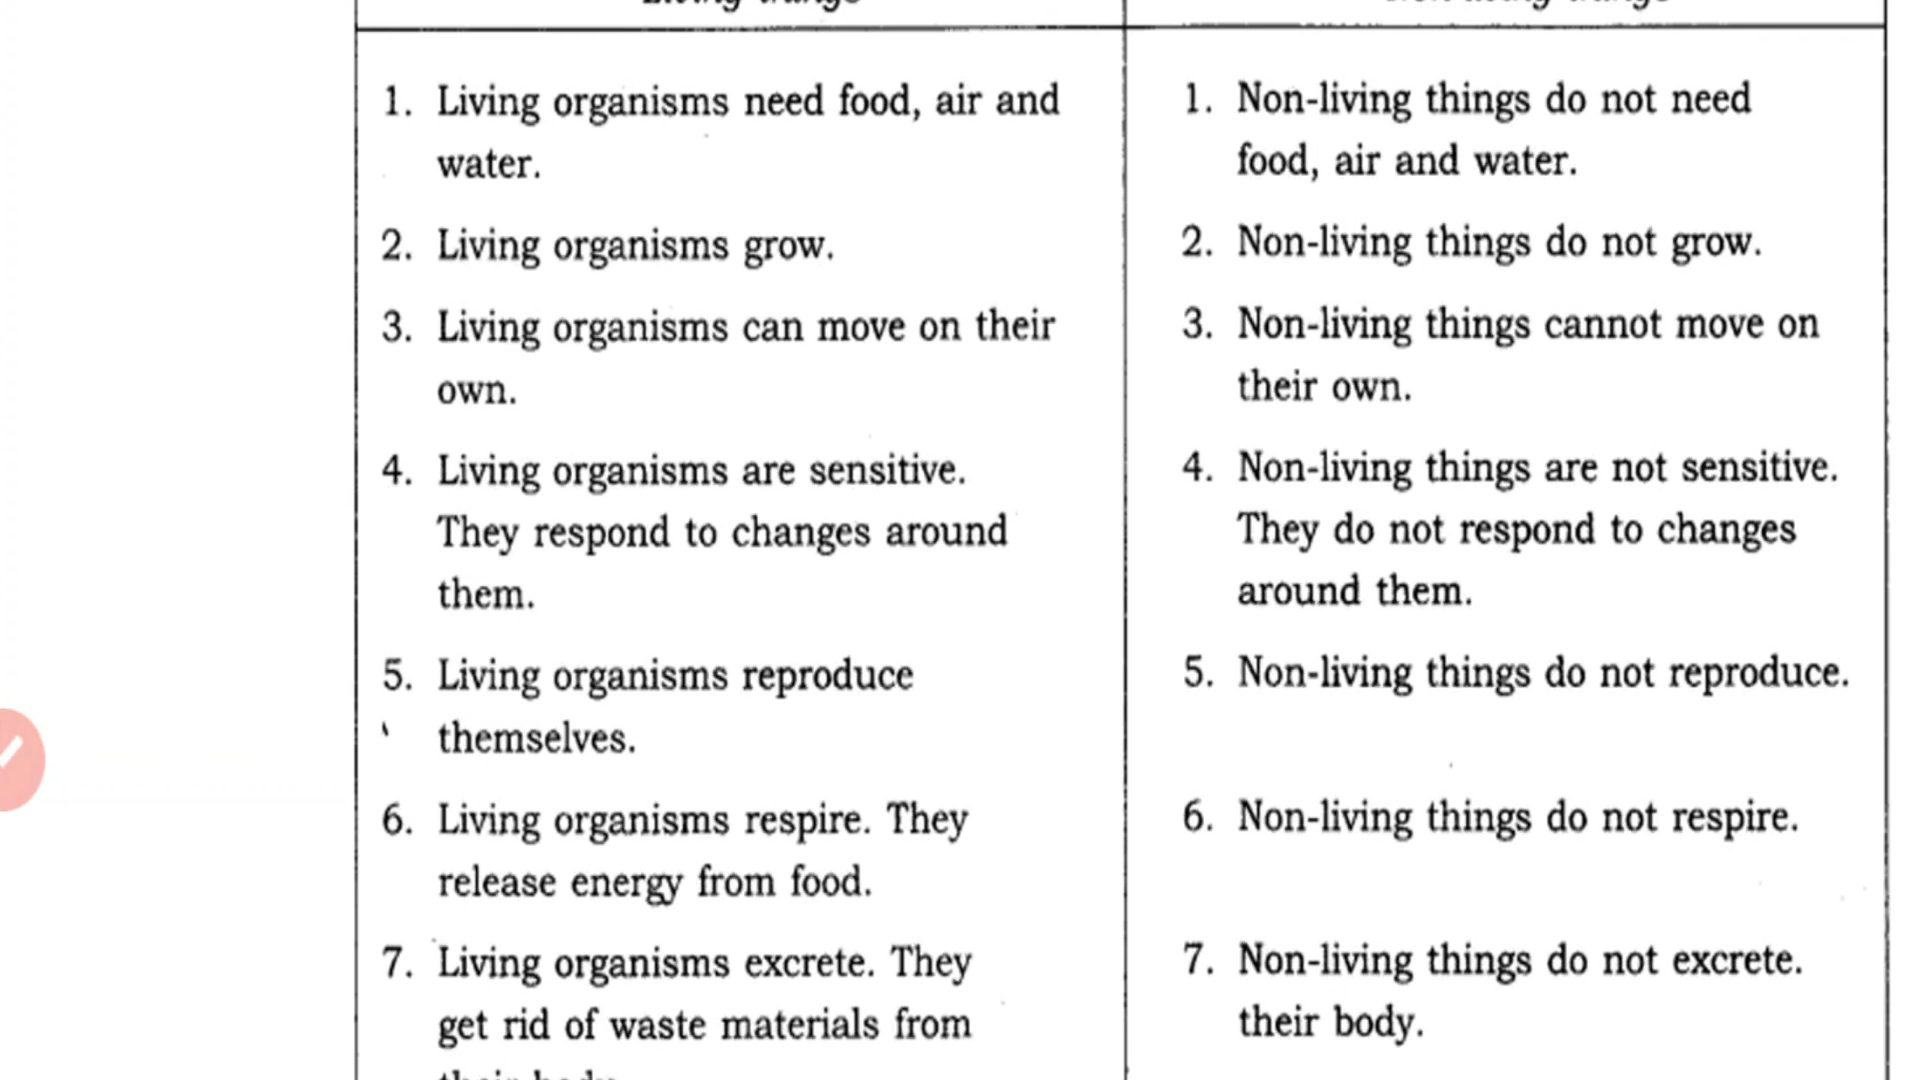 1. Living organisms need food, air and
water.
2. Living organisms grow.
3. Living organisms can move on their
own.
4. Living organisms are sensitive.
They respond to changes around
them.
5. Living organisms reproduce
themselves.
6. Living organisms respire. They
release energy from food.
7. Living organisms excrete. They
get rid of waste materials from
their body.
1. Non-living things do not need
food, air and water.
2. Non-living things do not grow.
3. Non-living things cannot move on
their own.
4. Non-living things are not sensitive.
They do not respond to changes
around them.
5. Non-living things do not reproduce.
6. Non-living things do not respire.
7. Non-living things do not excrete.
their body.